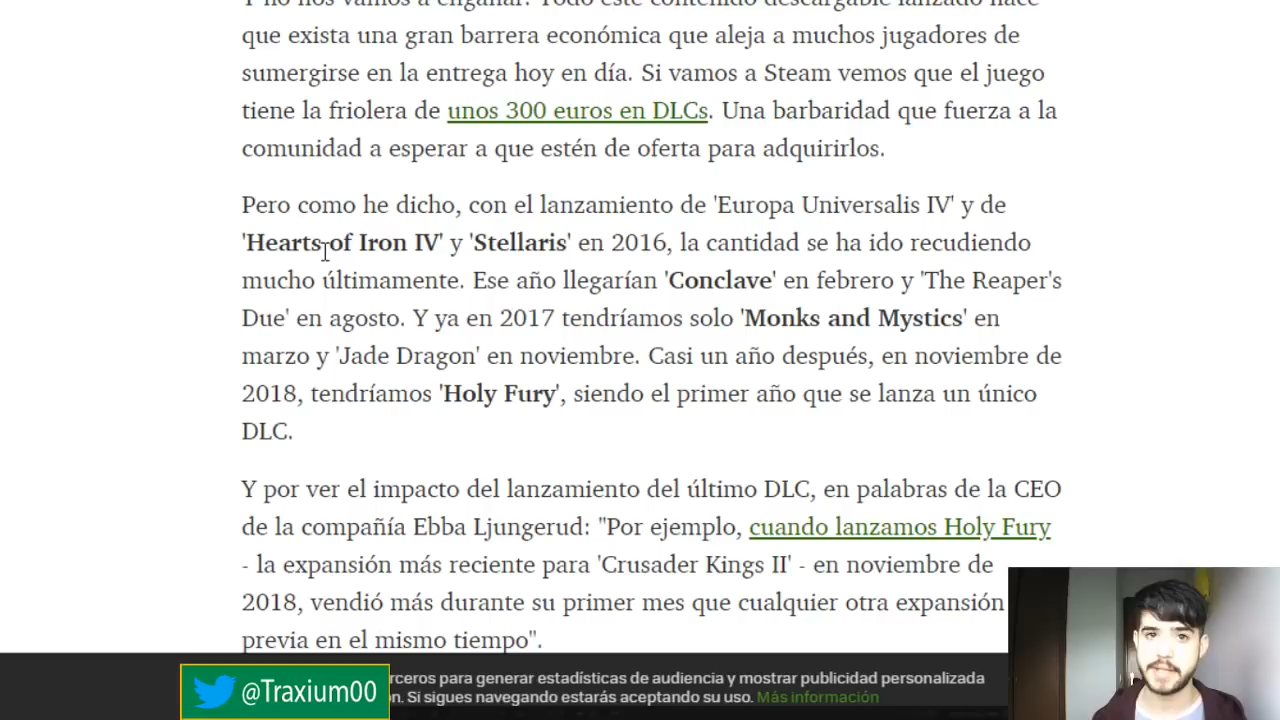 Y no nos vamos a engañar. Todo este contenido descargable lanzado hace
que exista una gran barrera económica que aleja a muchos jugadores de
sumergirse en la entrega hoy en día. Si vamos a Steam vemos que el juego
tiene la friolera de unos 300 euros en DLCs. Una barbaridad que fuerza a la
comunidad a esperar a que estén de oferta para adquirirlos.
Pero como he dicho, con el lanzamiento de 'Europa Universalis IV' y de
'Hearts of Iron IV' y 'Stellaris' en 2016, la cantidad se ha ido recudiendo
mucho últimamente. Ese año llegarían 'Conclave' en febrero y 'The Reaper's
Due' en agosto. Y ya en 2017 tendríamos solo 'Monks and Mystics' en
marzo y 'Jade Dragon' en noviembre. Casi un año después, en noviembre de
2018, tendríamos 'Holy Fury', siendo el primer año que se lanza un único
DLC.
Y por ver el impacto del lanzamiento del último DLC, en palabras de la CEO
de la compañía Ebba Ljungerud: "Por ejemplo, cuando lanzamos Holy Fury
- la expansión más reciente para 'Crusader Kings II' - en noviembre de
2018, vendió más durante su primer mes que cualquier otra expansión
previa en el mismo tiempo".
@Traxium00
rceros para generar estadísticas de audiencia y mostrar publicidad personalizada
n. Si sigues navegando estarás aceptando su uso. Más información